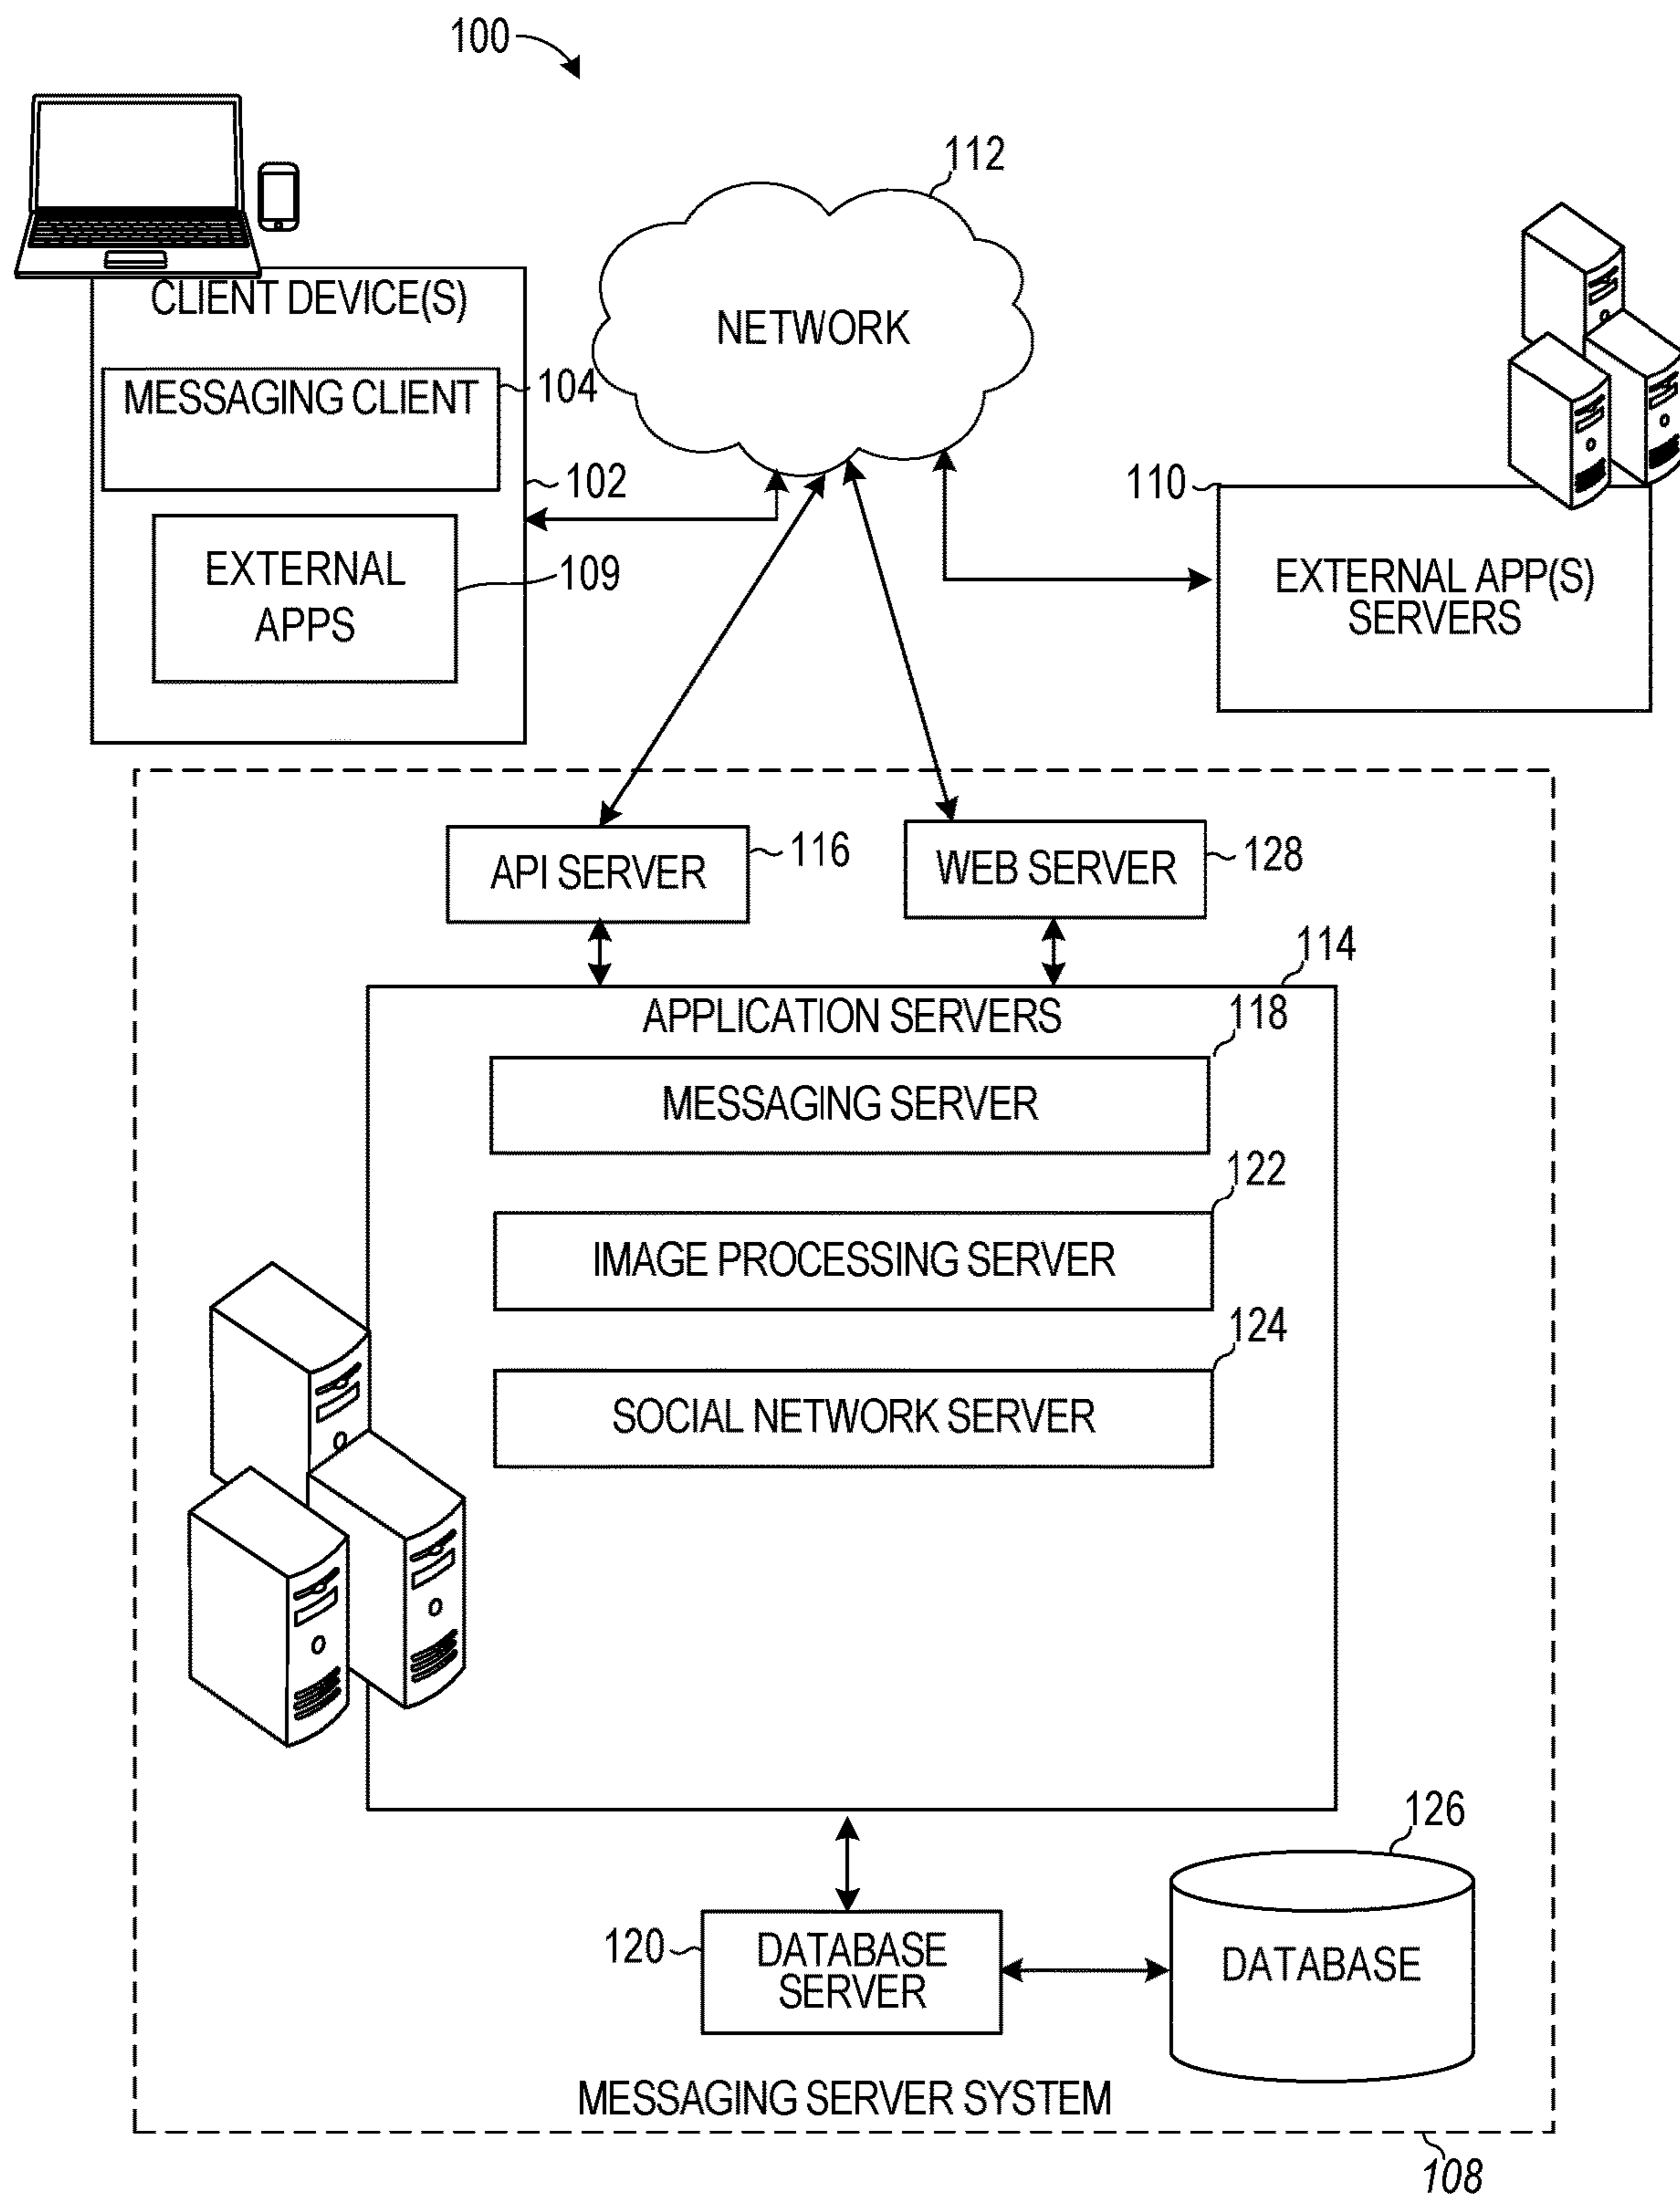 100
112
CLIENT DEVICE(S)
NETWORK
MESSAGING CLIENT
104
102
110
EXTERNAL
APPS
109
EXTERNAL APP(S)
SERVERS
API SERVER
116
WEB SERVER
128
114
APPLICATION SERVERS
118
MESSAGING SERVER
122
IMAGE PROCESSING SERVER
124
SOCIAL NETWORK SERVER
126
120
DATABASE
SERVER
DATABASE
MESSAGING SERVER SYSTEM
108